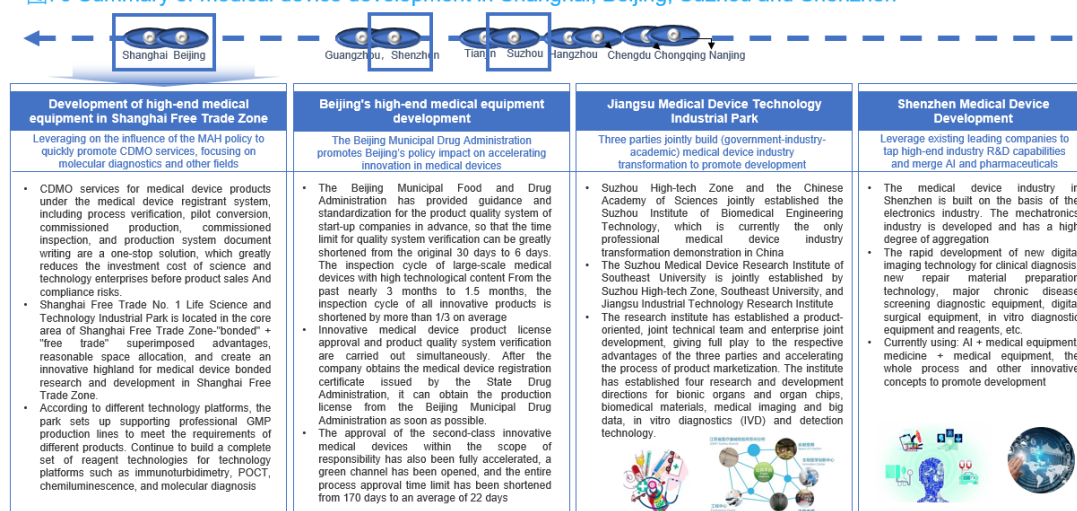 Summary of medical device development in Shanghai, Beijing, Suzhou and Shenzhen
Shanghai Beijing
Guangzhou, Shenzhen
Tianjin Suzhou Hangzhou Chengdu Chongqing Nanjing
Development of high-end medical
equipment in Shanghai Free Trade Zone
Leveraging on the influence of the MAH policy to
quickly promote CDMO services, focusing on
molecular diagnostics and other fields
• CDMO services for medical device products
under the medical device registrant system,
including process verification, pilot conversion,
commissioned production, commissioned
inspection, and production system document
writing are a one-stop solution, which greatly
reduces the investment cost of science and
technology enterprises before product sales And
compliance risks.
• Shanghai Free Trade No. 1 Life Science and
Technology Industrial Park is located in the core
area of Shanghai Free Trade Zone-"bonded" +
"free trade" superimposed advantages,
reasonable space allocation, and create an
innovative highland for medical device bonded
research and development in Shanghai Free
Trade Zone.
• According to different technology platforms, the
park sets up supporting professional GMP
production lines to meet the requirements of
different products. Continue to build a complete
set of reagent technologies for technology
platforms such as immunoturbidimetry, POCT,
chemiluminescence, and molecular diagnosis
Beijing's high-end medical equipment
development
The Beijing Municipal Drug Administration
promotes Beijing's policy impact on accelerating
innovation in medical devices
• The Beijing Municipal Food and Drug
Administration has provided guidance and
standardization for the product quality system of
start-up companies in advance, so that the time
limit for quality system verification can be greatly
shortened from the original 30 days to 6 days.
The inspection cycle of large-scale medical
devices with high technological content From the
past nearly 3 months to 1.5 months, the
inspection cycle of all innovative products is
shortened by more than 1/3 on average
• Innovative medical device product license
approval and product quality system verification
are carried out simultaneously. After the
company obtains the medical device registration
certificate issued by the State Drug
Administration, it can obtain the production
license from the Beijing Municipal Drug
Administration as soon as possible.
• The approval of the second-class innovative
medical devices within the scope of
responsibility has also been fully accelerated, a
green channel has been opened, and the entire
process approval time limit has been shortened
from 170 days to an average of 22 days
Jiangsu Medical Device Technology
Industrial Park
Three parties jointly build (government-industry-
academic) medical device industry
transformation to promote development
• Suzhou High-tech Zone and the Chinese
Academy of Sciences jointly established the
Suzhou Institute of Biomedical Engineering
Technology, which is currently the only
professional medical device industry
transformation demonstration in China
• The Suzhou Medical Device Research Institute of
Southeast University is jointly established by
Suzhou High-tech Zone, Southeast University, and
Jiangsu Industrial Technology Research Institute
• The research institute has established a product-
oriented, joint technical team and enterprise joint
development, giving full play to the respective
advantages of the three parties and accelerating
the process of product marketization. The institute
has established four research and development
directions for bionic organs and organ chips,
biomedical materials, medical imaging and big
data, in vitro diagnostics (IVD) and detection
technology.
Shenzhen Medical Device
Development
Leverage existing leading companies to
tap high-end industry R&D capabilities
and merge AI and pharmaceuticals
• The medical device industry in
Shenzhen is built on the basis of the
electronics industry. The mechatronics
industry is developed and has a high
degree of aggregation
• The rapid development of new digital
imaging technology for clinical diagnosis,
new repair material preparation
technology, major chronic disease
screening diagnostic equipment, digital
surgical equipment, in vitro diagnostic
equipment and reagents, etc.
• Currently using: AI + medical equipment,
medicine + medical equipment, the
whole process and other innovative
concepts to promote development